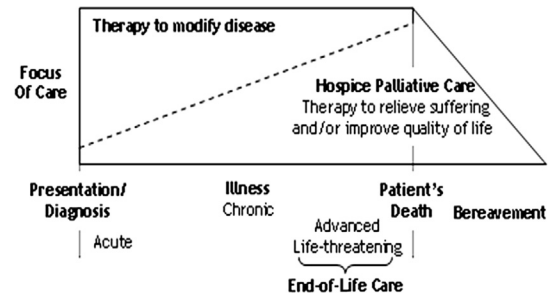 Therapy to modify disease
Focus
Of Care
Hospice Palliative Care
Therapy to relieve suffering
and/or improve quality of life
Presentation/
Diagnosis
Acute
Illness
Chronic
Patient's
Death
Bereavement
Advanced
Life-threatening
End-of-Life Care